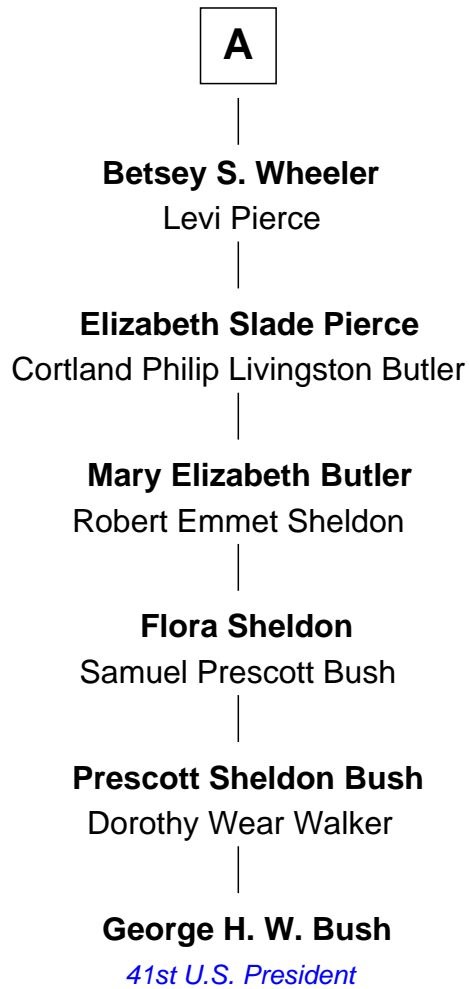 A
Betsey S. Wheeler
Levi Pierce
Elizabeth Slade Pierce
Cortland Philip Livingston Butler
Mary Elizabeth Butler
Robert Emmet Sheldon
Flora Sheldon
Samuel Prescott Bush
Prescott Sheldon Bush
Dorothy Wear Walker
George H. W. Bush
41st U.S. President